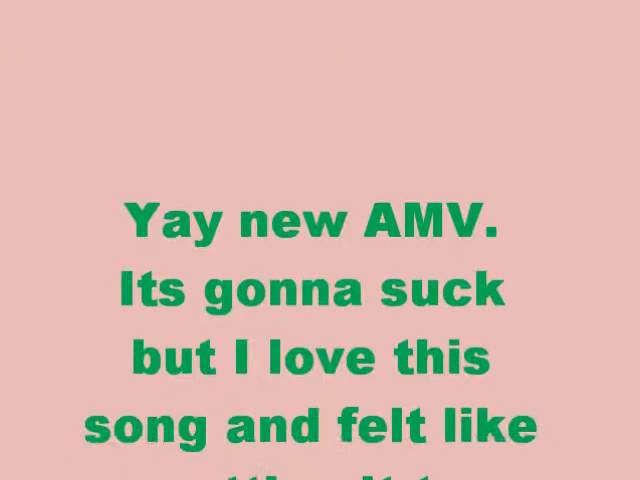 Yay new AMV.
Its gonna suck
but I love this
song and felt like